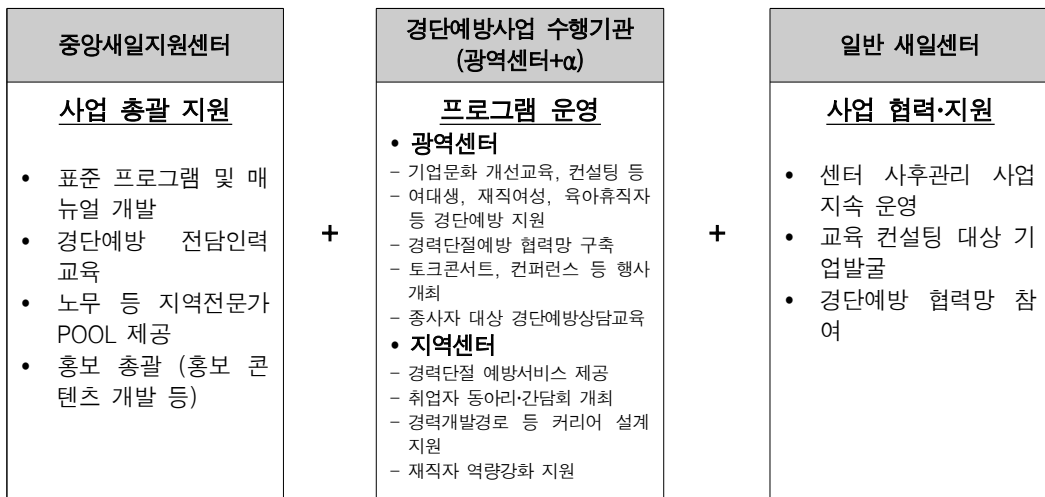 중앙새일지원센터
사업 총괄 지원
• 표준 프로그램 및 매
뉴얼 개발
• 경단예방 전담인력
교육
• 노무 등 지역전문가
POOL 제공
• 홍보 총괄 (홍보 콘
텐츠 개발 등)
+
경단예방사업 수행기관
(광역센터+α)
프로그램 운영
• 광역센터
– 기업문화 개선교육, 컨설팅 등
– 여대생, 재직여성, 육아휴직자
등 경단예방 지원
– 경력단절예방 협력망 구축
– 토크콘서트, 컨퍼런스 등 행사
개최
– 종사자 대상 경단예방상담교육
• 지역센터
– 경력단절 예방서비스 제공
– 취업자 동아리·간담회 개최
– 경력개발경로 등 커리어 설계
지원
– 재직자 역량강화 지원
+
일반 새일센터
사업 협력·지원
• 센터 사후관리 사업
지속 운영
• 교육 컨설팅 대상 기
업발굴
• 경단예방 협력망 참
여